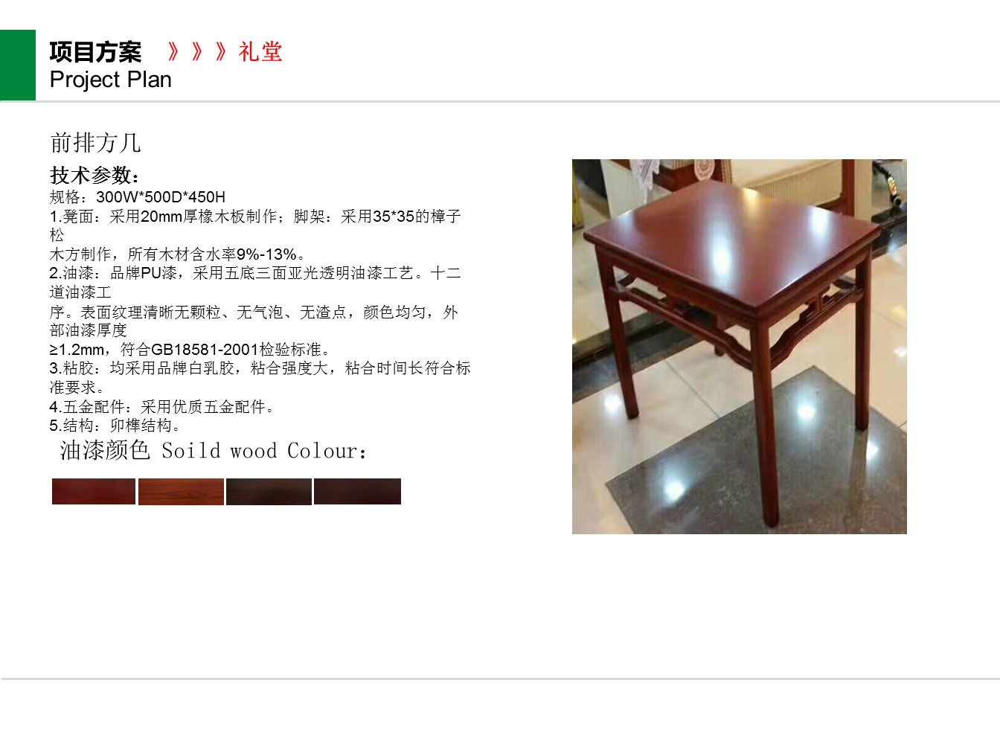 项目方案 》》》礼堂
Project Plan
前排方几
技术参数：
规格：300W*500D*450H
1.凳面：采用20mm厚橡木板制作；脚架：采用35*35的樟子
松
木方制作，所有木材含水率9%-13%。
2.油漆：品牌PU漆，采用五底三面亚光透明油漆工艺。十二
道油漆工
序。表面纹理清晰无颗粒、无气泡、无渣点，颜色均匀，外
部油漆厚度
≥1.2mm，符合GB18581-2001检验标准。
3.粘胶：均采用品牌白乳胶，粘合强度大，粘合时间长符合标
准要求。
4.五金配件：采用优质五金配件。
5.结构：卯榫结构。
油漆颜色 Soild wood Colour：